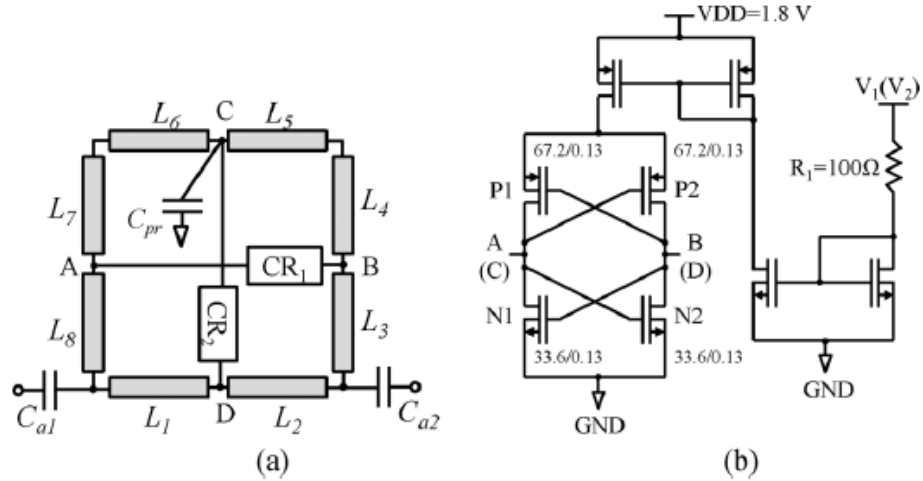 C
L6 L5
L7 Cpr L4
A CR1 B
L8 CR2 L3
Ca1 L1 D L2 Ca2
(a)
VDD=1.8 V
V1(V2)
R1=100Ω
67.2/0.13 67.2/0.13
P1 P2
A B
(C) (D)
N1 N2
33.6/0.13 33.6/0.13
GND GND
(b)